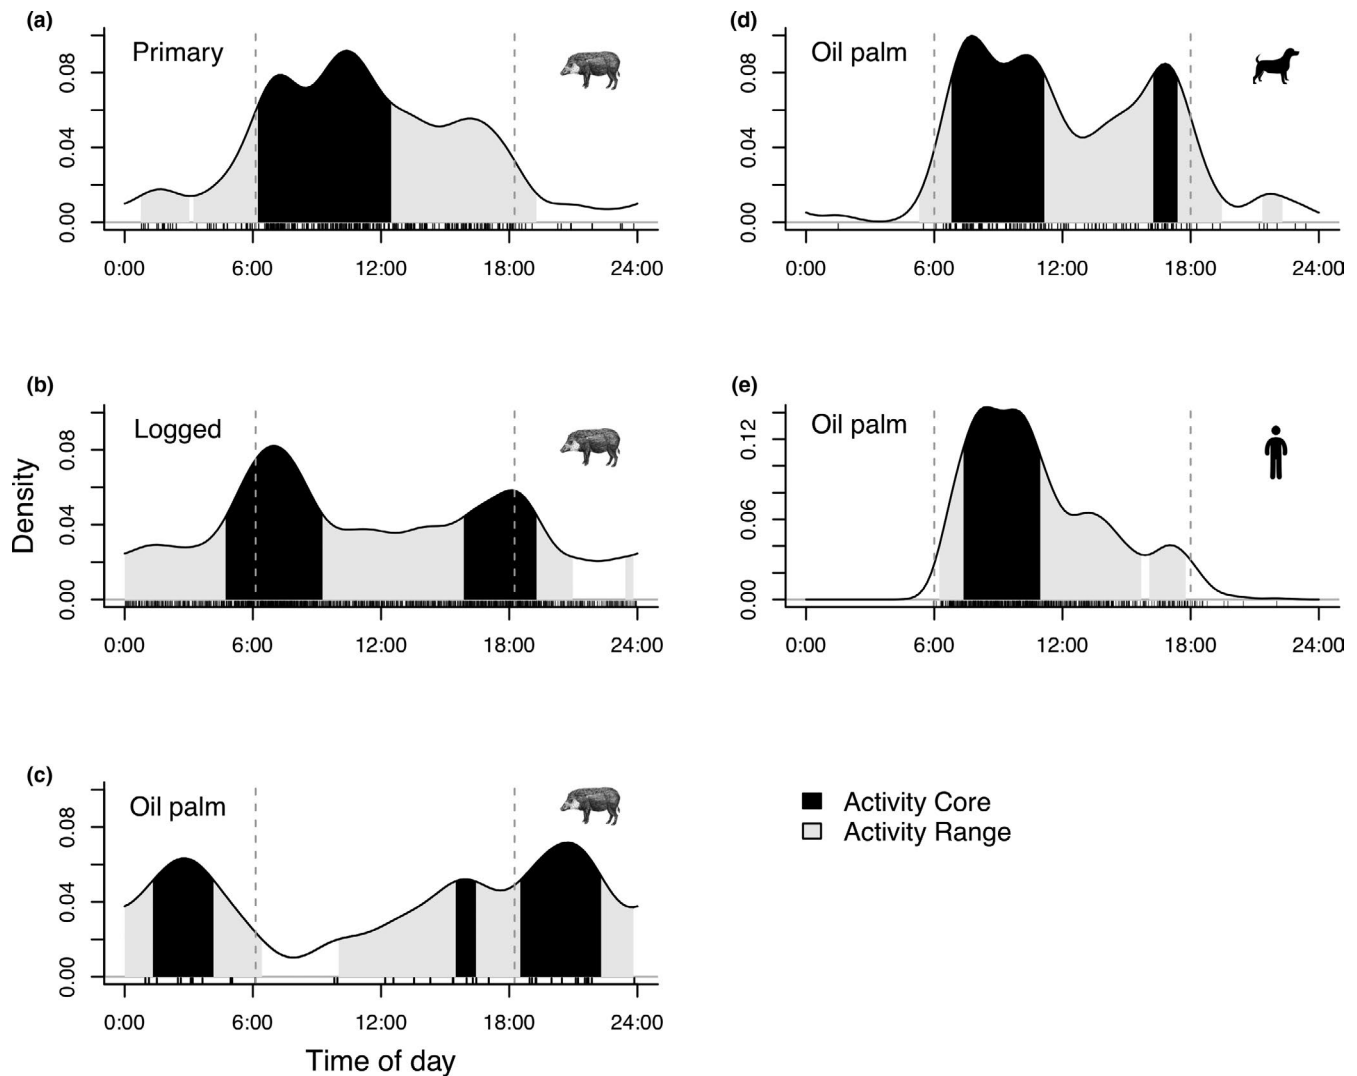 (a)
Primary
0.08
0.04
0.00
0:00 6:00 12:00 18:00 24:00
(b)
Logged
0.08
0.04
0.00
0:00 6:00 12:00 18:00 24:00
Density
(c)
Oil palm
0.08
0.04
0.00
0:00 6:00 12:00 18:00 24:00
Time of day
(d)
Oil palm
0.08
0.04
0.00
0:00 6:00 12:00 18:00 24:00
(e)
Oil palm
0.12
0.06
0.00
0:00 6:00 12:00 18:00 24:00
Activity Core
Activity Range